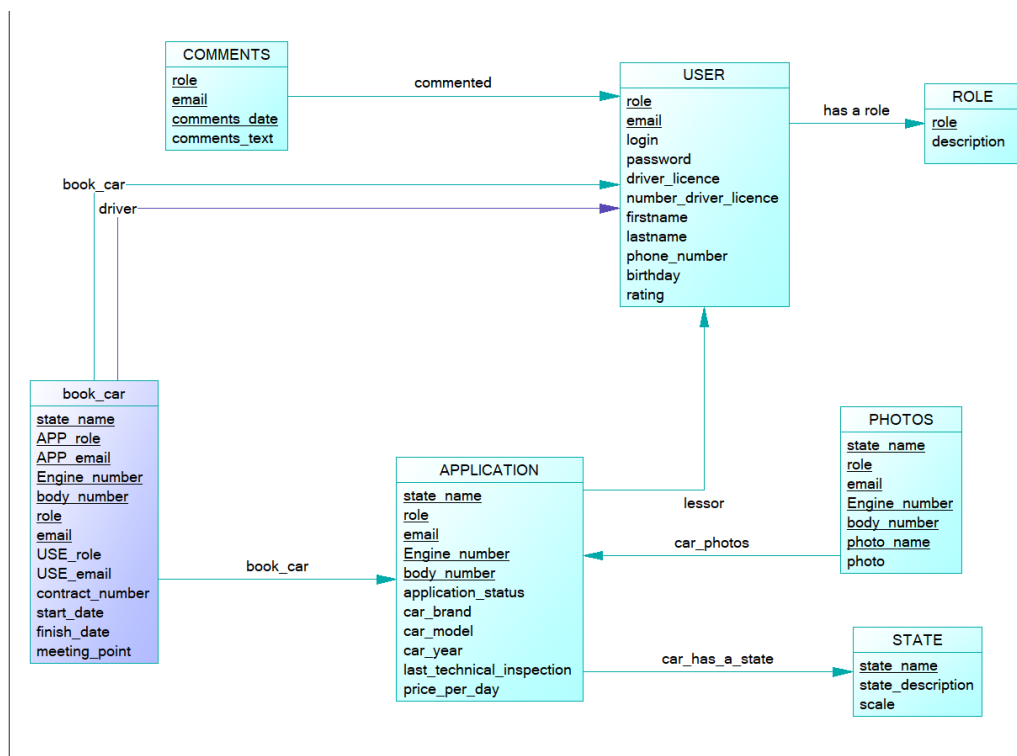 COMMENTS
role
email
comments_date
comments_text
commented
USER
role
email
login
password
driver_licence
number_driver_licence
firstname
lastname
phone_number
birthday
rating
has a role
ROLE
role
description
book_car
driver
book_car
state_name
APP_role
APP_email
Engine_number
body_number
role
email
USE_role
USE_email
contract_number
start_date
finish_date
meeting_point
book_car
APPLICATION
state_name
role
email
Engine_number
body_number
application_status
car_brand
car_model
car_year
last_technical_inspection
price_per_day
lessor
car_photos
PHOTOS
state_name
role
email
Engine_number
body_number
photo_name
photo
car_has_a_state
STATE
state_name
state_description
scale